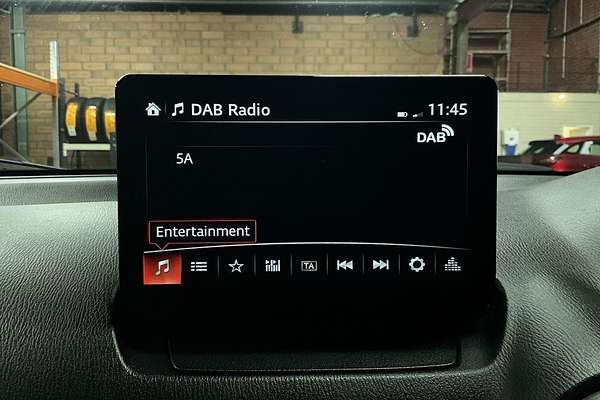 DAB Radio
11:45
DAB
5A
Entertainment
TA